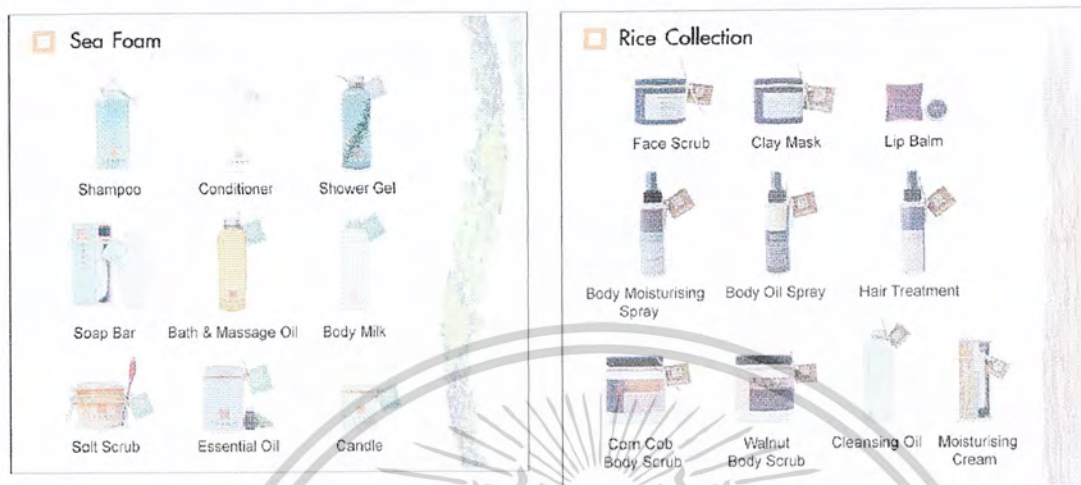 Sea Foam
Shampoo Conditioner Shower Gel
Soap Bar Bath & Massage Oil Body Milk
Salt Scrub Essential Oil Candle
Rice Collection
Face Scrub Clay Mask Lip Balm
Body Moisturising Spray Body Oil Spray Hair Treatment
Corn Cob Body Scrub Walnut Body Scrub Cleansing Oil Moisturising Cream